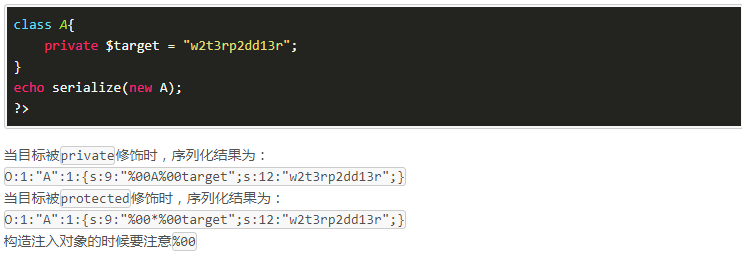 class A{
    private $target = "w2t3rp2dd13r";
}
echo serialize(new A);
?>
当目标被private修饰时，序列化结果为：
O:1:"A":1:{s:9:"%00A%00target";s:12:"w2t3rp2dd13r";}
当目标被protected修饰时，序列化结果为：
O:1:"A":1:{s:9:"%00*%00target";s:12:"w2t3rp2dd13r";}
构造注入对象的时候要注意%00